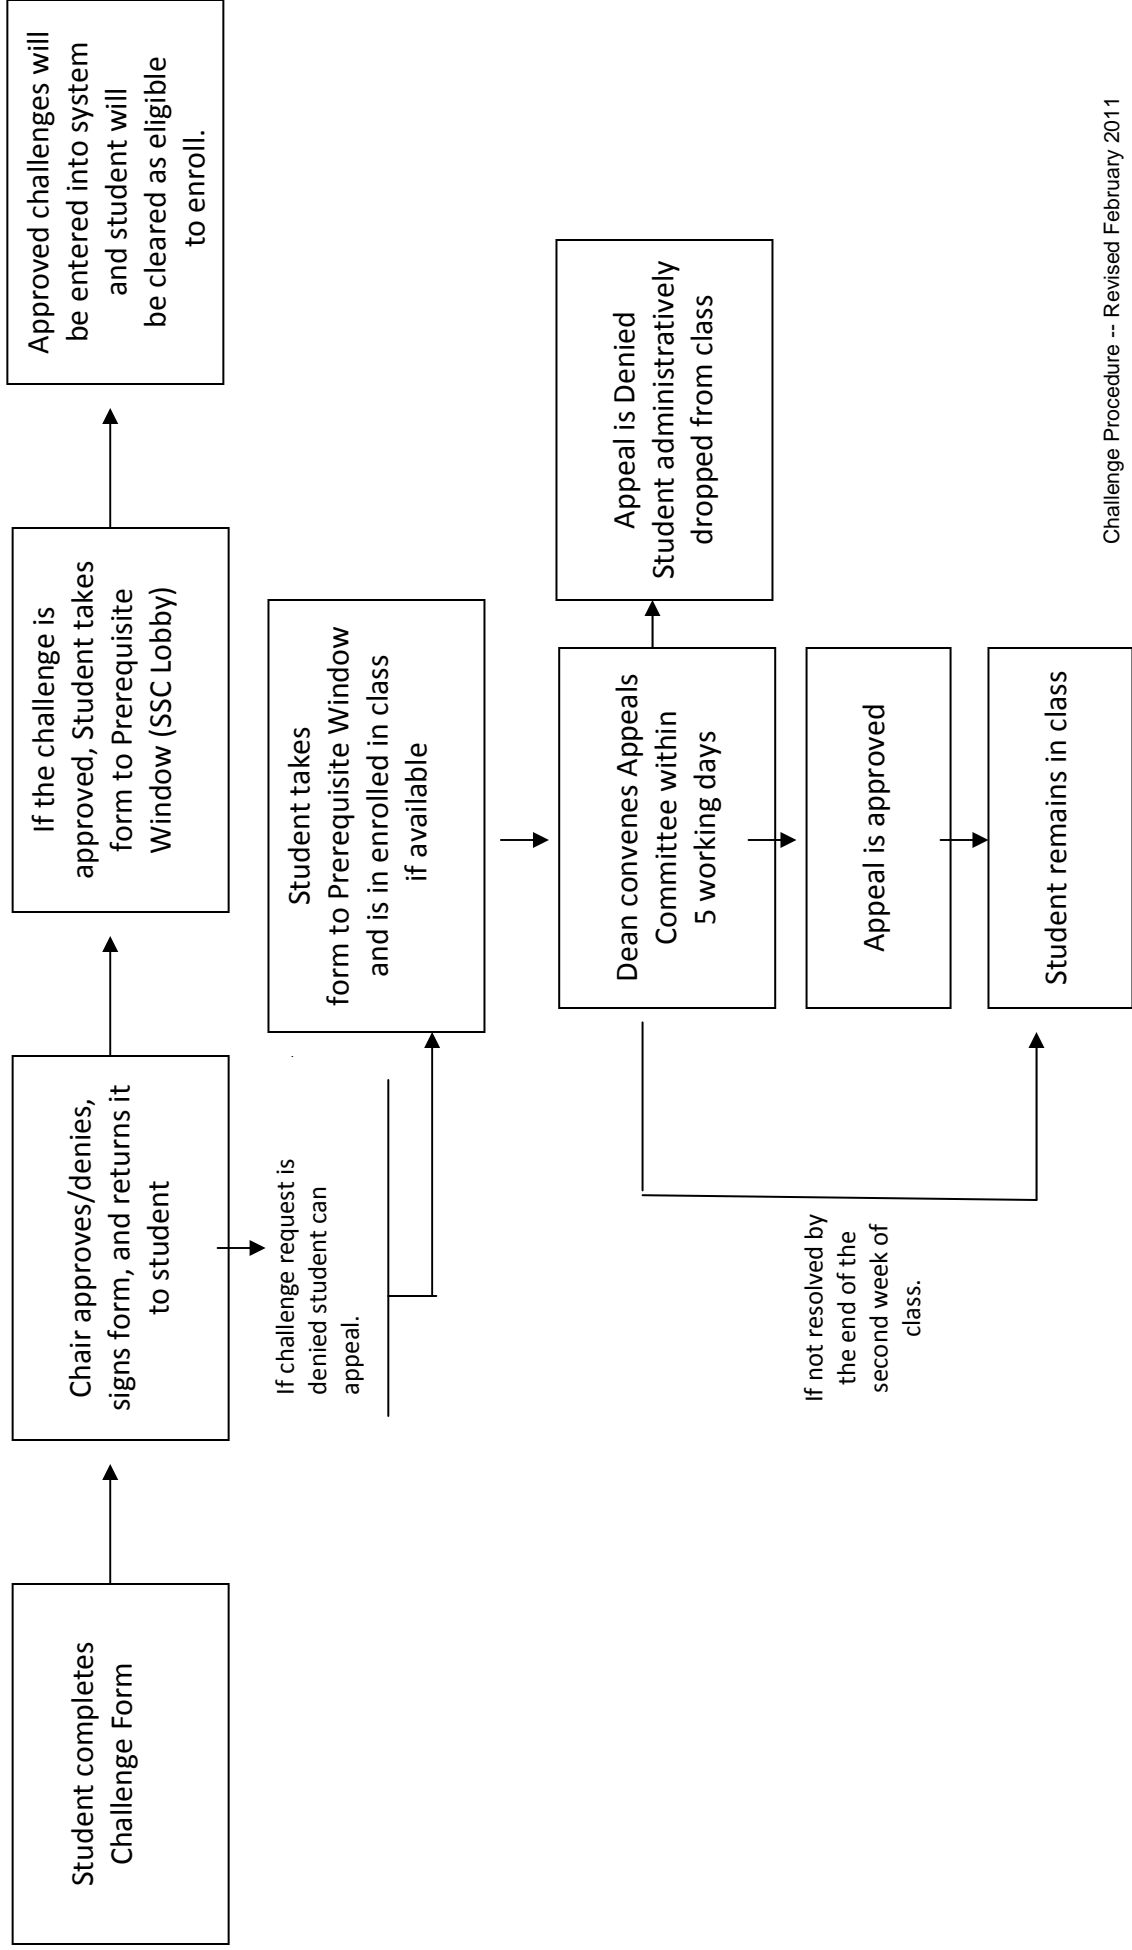 Student completes
Challenge Form
Chair approves/denies,
signs form, and returns it
to student
If the challenge is
approved, Student takes
form to Prerequisite
Window (SSC Lobby)
Approved challenges will
be entered into system
and student will
be cleared as eligible
to enroll.
If challenge request is
denied student can
appeal.
Student takes
form to Prerequisite Window
and is in enrolled in class
if available
Dean convenes Appeals
Committee within
5 working days
Appeal is Denied
Student administratively
dropped from class
If not resolved by
the end of the
second week of
class.
Appeal is approved
Student remains in class
Challenge Procedure -- Revised February 2011